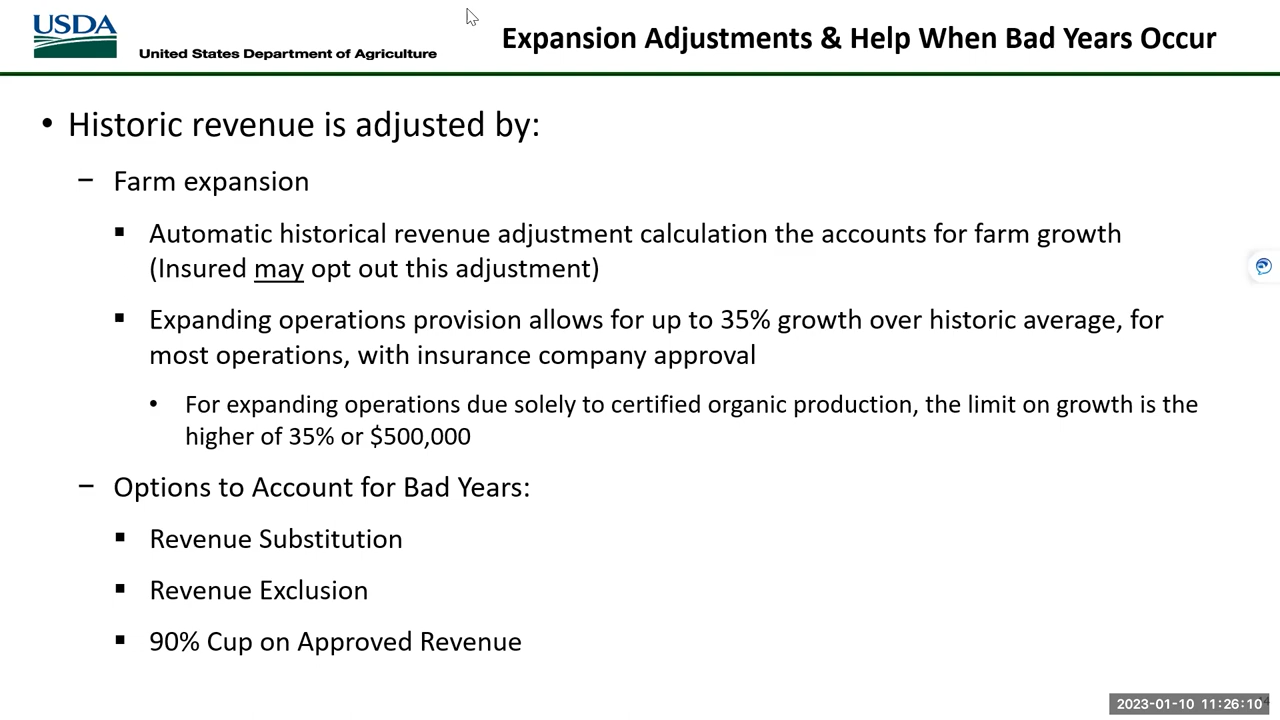 USDA
United States Department of Agriculture
Expansion Adjustments & Help When Bad Years Occur
• Historic revenue is adjusted by:
– Farm expansion
▪ Automatic historical revenue adjustment calculation the accounts for farm growth
(Insured may opt out this adjustment)
▪ Expanding operations provision allows for up to 35% growth over historic average, for
most operations, with insurance company approval
• For expanding operations due solely to certified organic production, the limit on growth is the
higher of 35% or $500,000
– Options to Account for Bad Years:
▪ Revenue Substitution
▪ Revenue Exclusion
▪ 90% Cup on Approved Revenue
2023-01-10 11:26:10